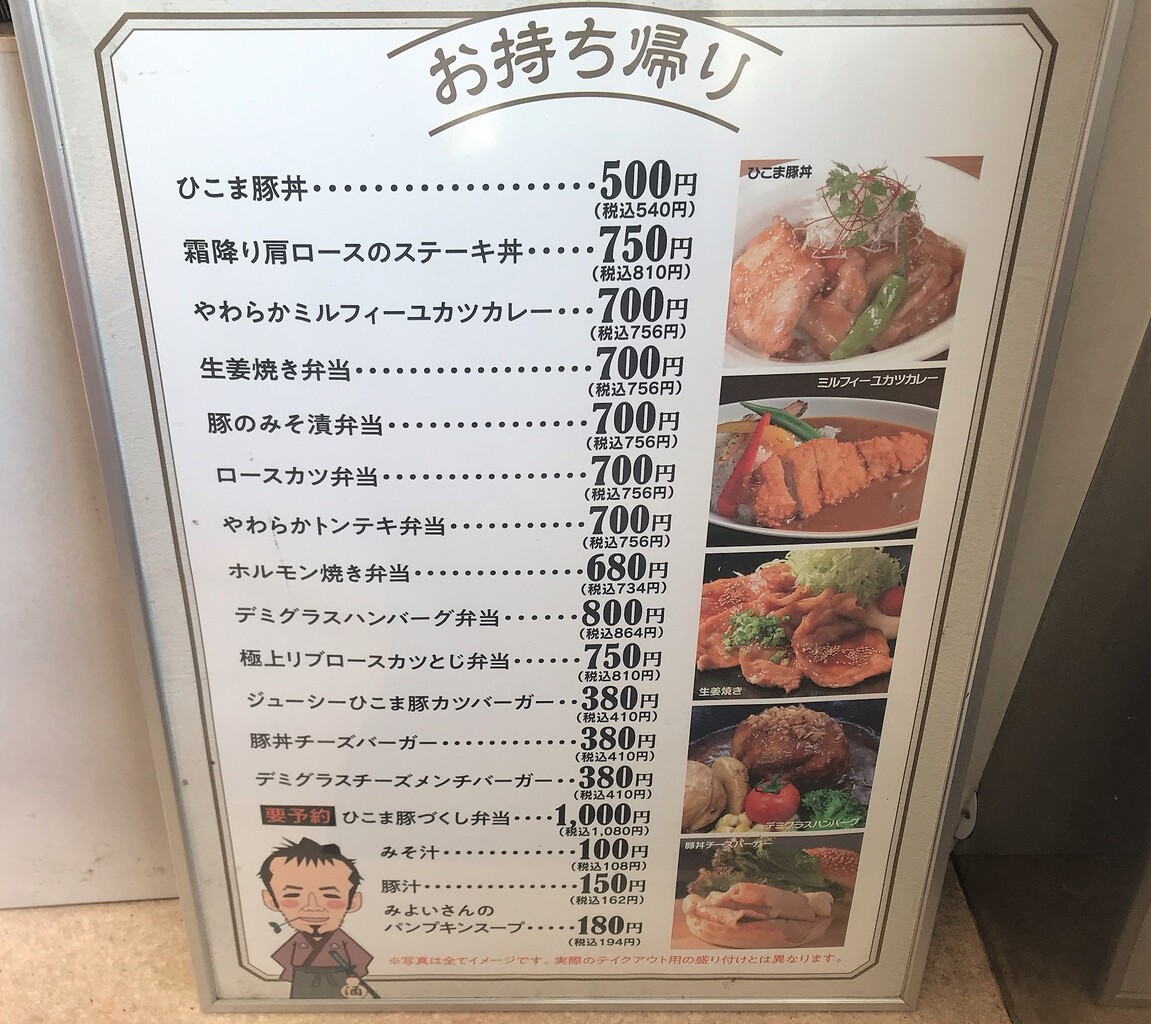 お持ち帰り
ひこま豚丼・・・・・・・・・・・・・・・・・・・・・500円
(税込540円)
霜降り肩ロースのステーキ丼・・・・・750円
(税込810円)
やわらかミルフィーユカツカレー・・・700円
(税込756円)
生姜焼き弁当・・・・・・・・・・・・・・・・・・700円
(税込756円)
豚のみそ漬弁当・・・・・・・・・・・・・・・700円
(税込756円)
ロースカツ弁当・・・・・・・・・・・・・・・・700円
(税込756円)
やわらかトンテキ弁当・・・・・・・・・・700円
(税込756円)
ホルモン焼き弁当・・・・・・・・・・・・・680円
(税込734円)
デミグラスハンバーグ弁当・・・・・・800円
(税込864円)
極上リブロースカツとじ弁当・・・・・・750円
(税込810円)
ジューシーひこま豚カツバーガー・・380円
(税込410円)
豚丼チーズバーガー・・・・・・・・・・・・380円
(税込410円)
デミグラスチーズメンチバーガー・・380円
(税込410円)
要予約 ひこま豚づくし弁当・・・・1,000円
(税込1,080円)
みそ汁・・・・・・・・・・・・100円
(税込108円)
豚汁・・・・・・・・・・・・・・150円
(税込162円)
みよいさんの
パンプキンスープ・・・・・180円
(税込194円)
※写真は全てイメージです。実際のテイクアウト用の盛り付けとは異なります。
ひこま豚丼
ミルフィーユカツカレー
生姜焼き
デミグラスハンバーグ
豚丼チーズバーガー
酒